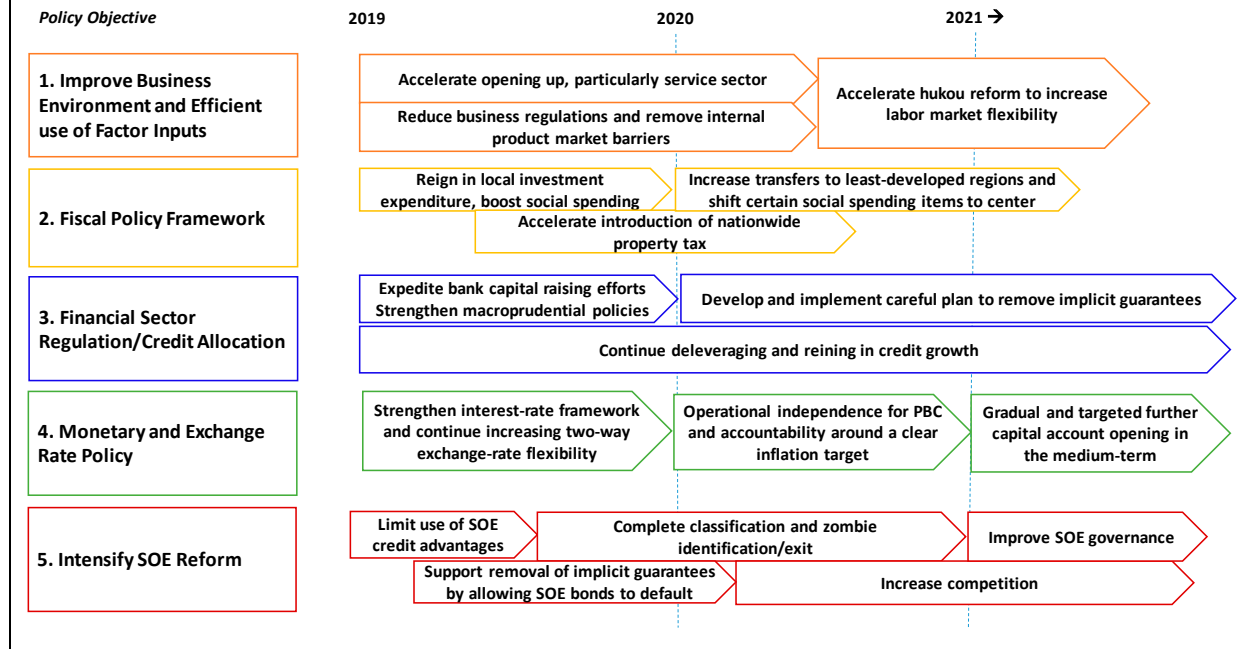 Policy Objective
2019
2020
2021 →
1. Improve Business
Environment and Efficient
use of Factor Inputs
Accelerate opening up, particularly service sector
Reduce business regulations and remove internal
product market barriers
Accelerate hukou reform to increase
labor market flexibility
2. Fiscal Policy Framework
Reign in local investment
expenditure, boost social spending
Increase transfers to least-developed regions and
shift certain social spending items to center
Accelerate introduction of nationwide
property tax
3. Financial Sector
Regulation/Credit Allocation
Expedite bank capital raising efforts
Strengthen macroprudential policies
Develop and implement careful plan to remove implicit guarantees
Continue deleveraging and reining in credit growth
4. Monetary and Exchange
Rate Policy
Strengthen interest-rate framework
and continue increasing two-way
exchange-rate flexibility
Operational independence for PBC
and accountability around a clear
inflation target
Gradual and targeted further
capital account opening in
the medium-term
5. Intensify SOE Reform
Limit use of SOE
credit advantages
Complete classification and zombie
identification/exit
Improve SOE governance
Support removal of implicit guarantees
by allowing SOE bonds to default
Increase competition